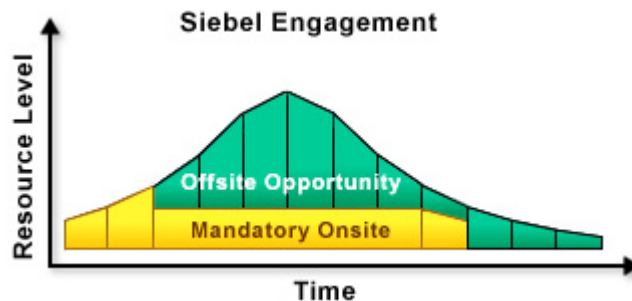 Siebel Engagement
Resource Level
Offsite Opportunity
Mandatory Onsite
Time